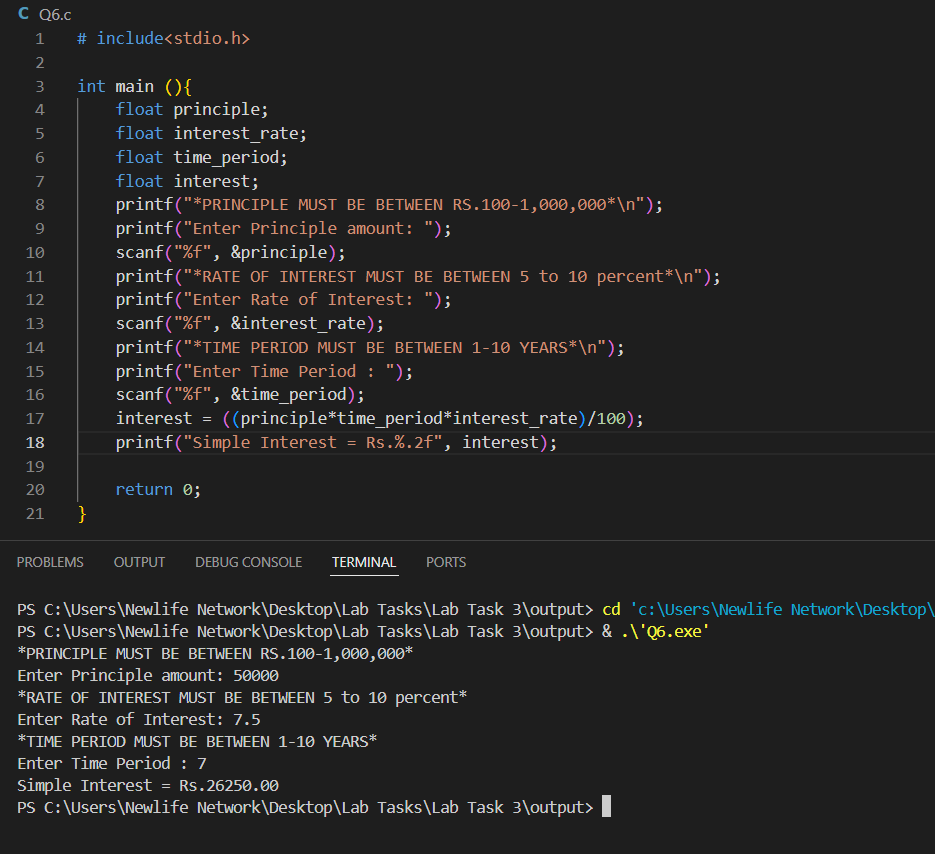 C Q6.c
1 # include<stdio.h>
2
3 int main (){
4     float principle;
5     float interest_rate;
6     float time_period;
7     float interest;
8     printf("*PRINCIPLE MUST BE BETWEEN RS.100-1,000,000*\n");
9     printf("Enter Principle amount: ");
10     scanf("%f", &principle);
11     printf("*RATE OF INTEREST MUST BE BETWEEN 5 to 10 percent*\n");
12     printf("Enter Rate of Interest: ");
13     scanf("%f", &interest_rate);
14     printf("*TIME PERIOD MUST BE BETWEEN 1-10 YEARS*\n");
15     printf("Enter Time Period : ");
16     scanf("%f", &time_period);
17     interest = ((principle*time_period*interest_rate)/100);
18     printf("Simple Interest = Rs.%.2f", interest);
19
20     return 0;
21 }
PROBLEMS OUTPUT DEBUG CONSOLE TERMINAL PORTS
PS C:\Users\Newlife Network\Desktop\Lab Tasks\Lab Task 3\output> cd 'c:\Users\Newlife Network\Desktop\
PS C:\Users\Newlife Network\Desktop\Lab Tasks\Lab Task 3\output> & .\'Q6.exe'
*PRINCIPLE MUST BE BETWEEN RS.100-1,000,000*
Enter Principle amount: 50000
*RATE OF INTEREST MUST BE BETWEEN 5 to 10 percent*
Enter Rate of Interest: 7.5
*TIME PERIOD MUST BE BETWEEN 1-10 YEARS*
Enter Time Period : 7
Simple Interest = Rs.26250.00
PS C:\Users\Newlife Network\Desktop\Lab Tasks\Lab Task 3\output>